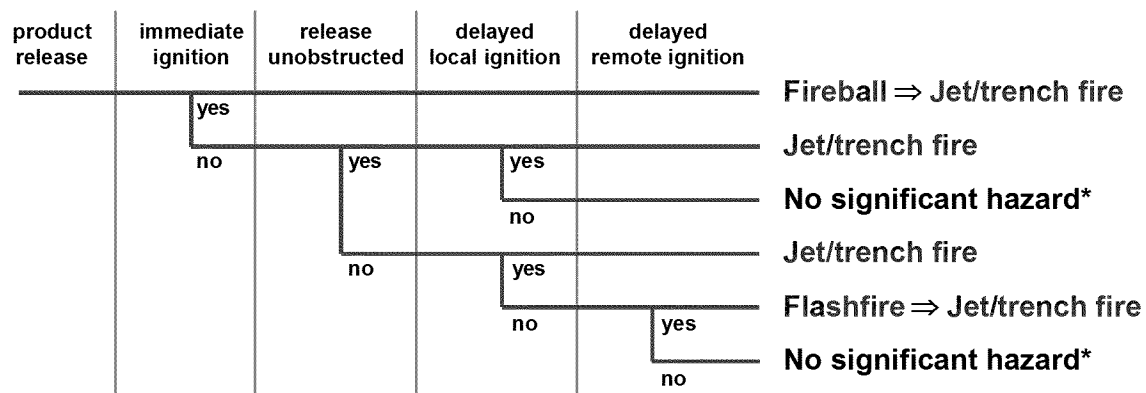 product immediate release delayed delayed
release ignition unobstructed local ignition remote ignition
Fireball ⇒ Jet/trench fire
yes
Jet/trench fire
no yes yes
No significant hazard*
no
Jet/trench fire
no yes
Flashfire ⇒ Jet/trench fire
no yes
No significant hazard*
no